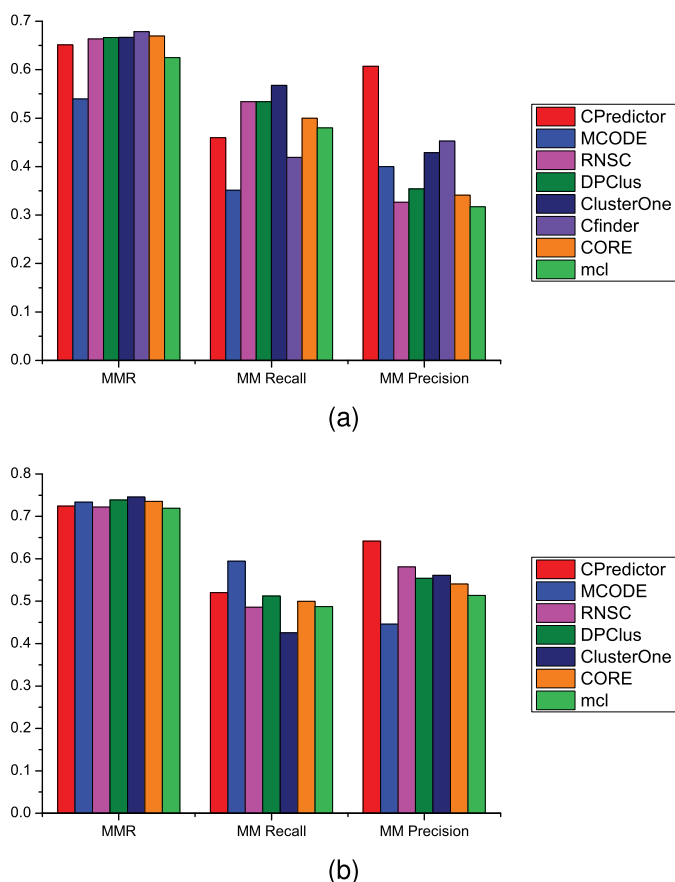 0.7
0.6
0.5
0.4
0.3
0.2
0.1
0.0
MMR
MM Recall
MM Precision
CPredictor
MCODE
RNSC
DPClus
ClusterOne
Cfinder
CORE
mcl
(a)
0.8
0.7
0.6
0.5
0.4
0.3
0.2
0.1
0.0
MMR
MM Recall
MM Precision
CPredictor
MCODE
RNSC
DPClus
ClusterOne
CORE
mcl
(b)